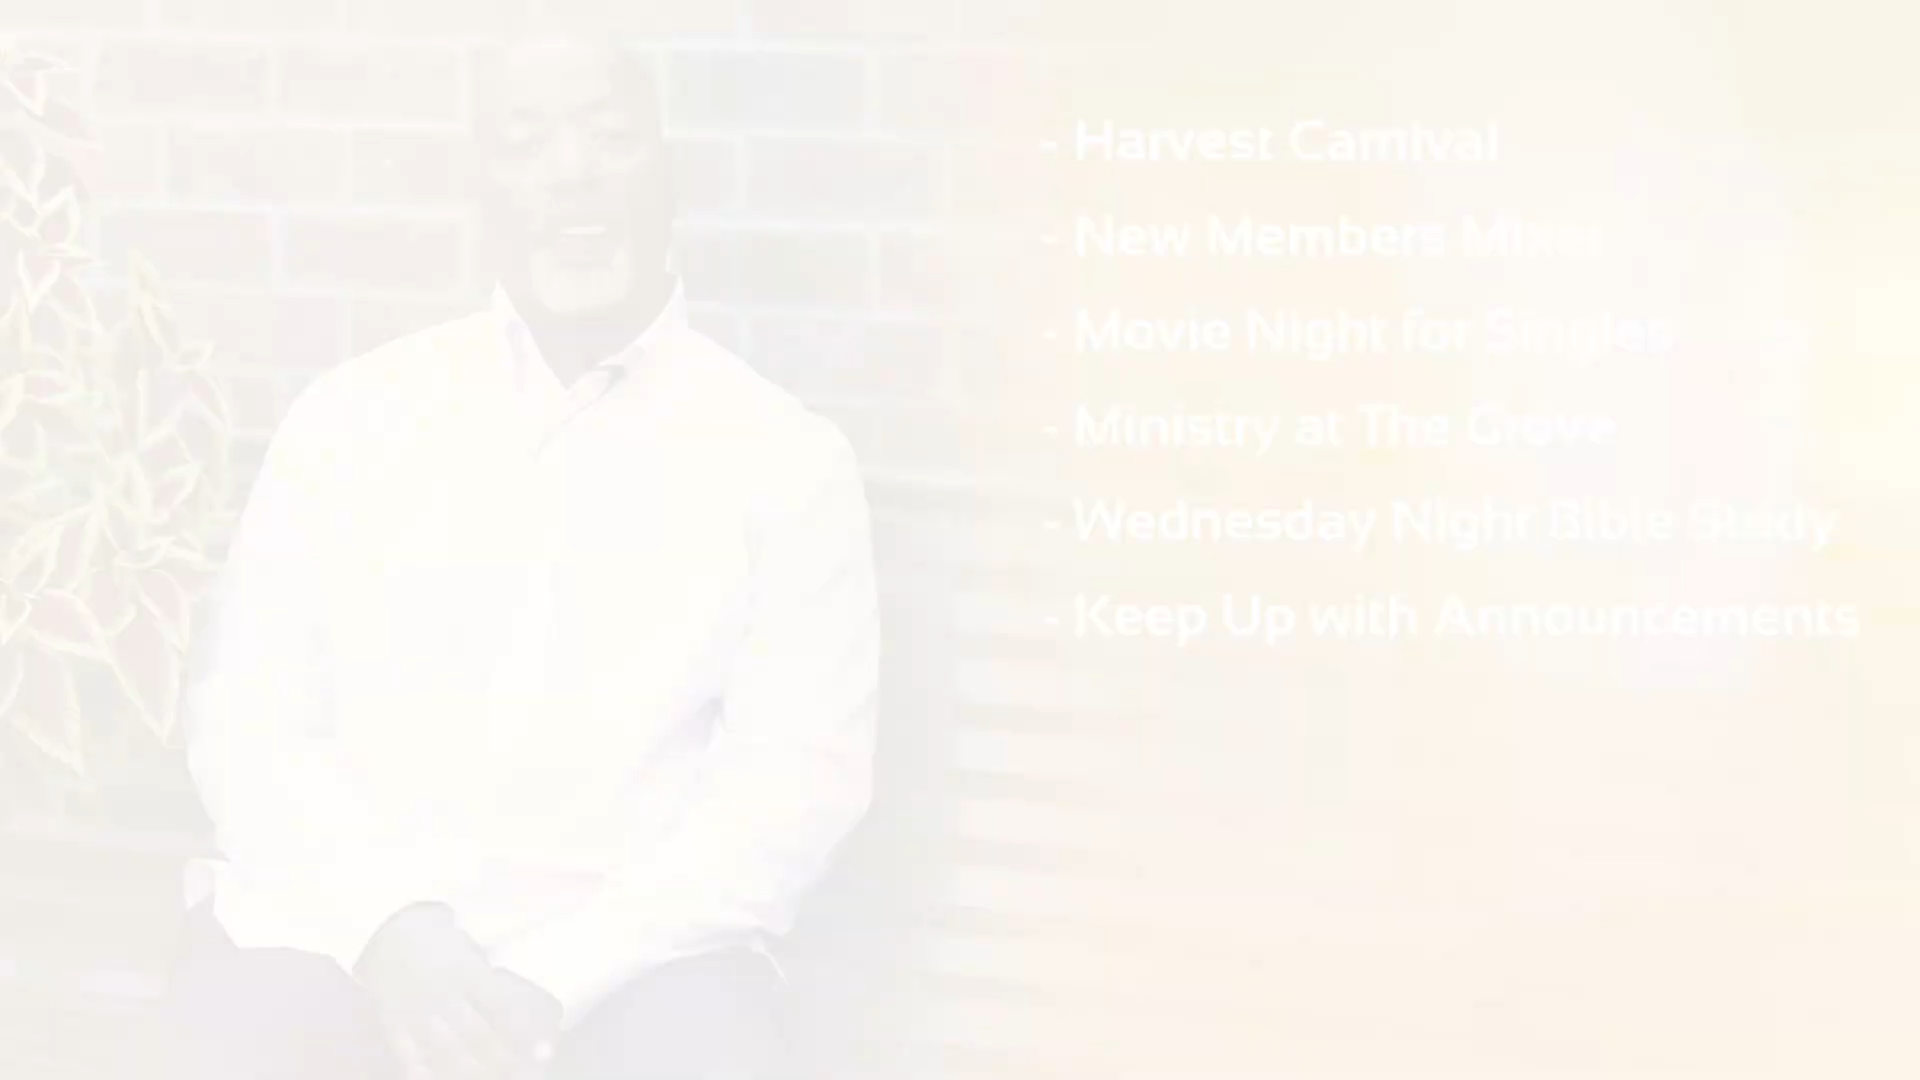 - Harvest Carnival
- New Members Mixer
- Movie Night for Singles
- Ministry at The Grove
- Wednesday Night Bible Study
- Keep Up with Announcements